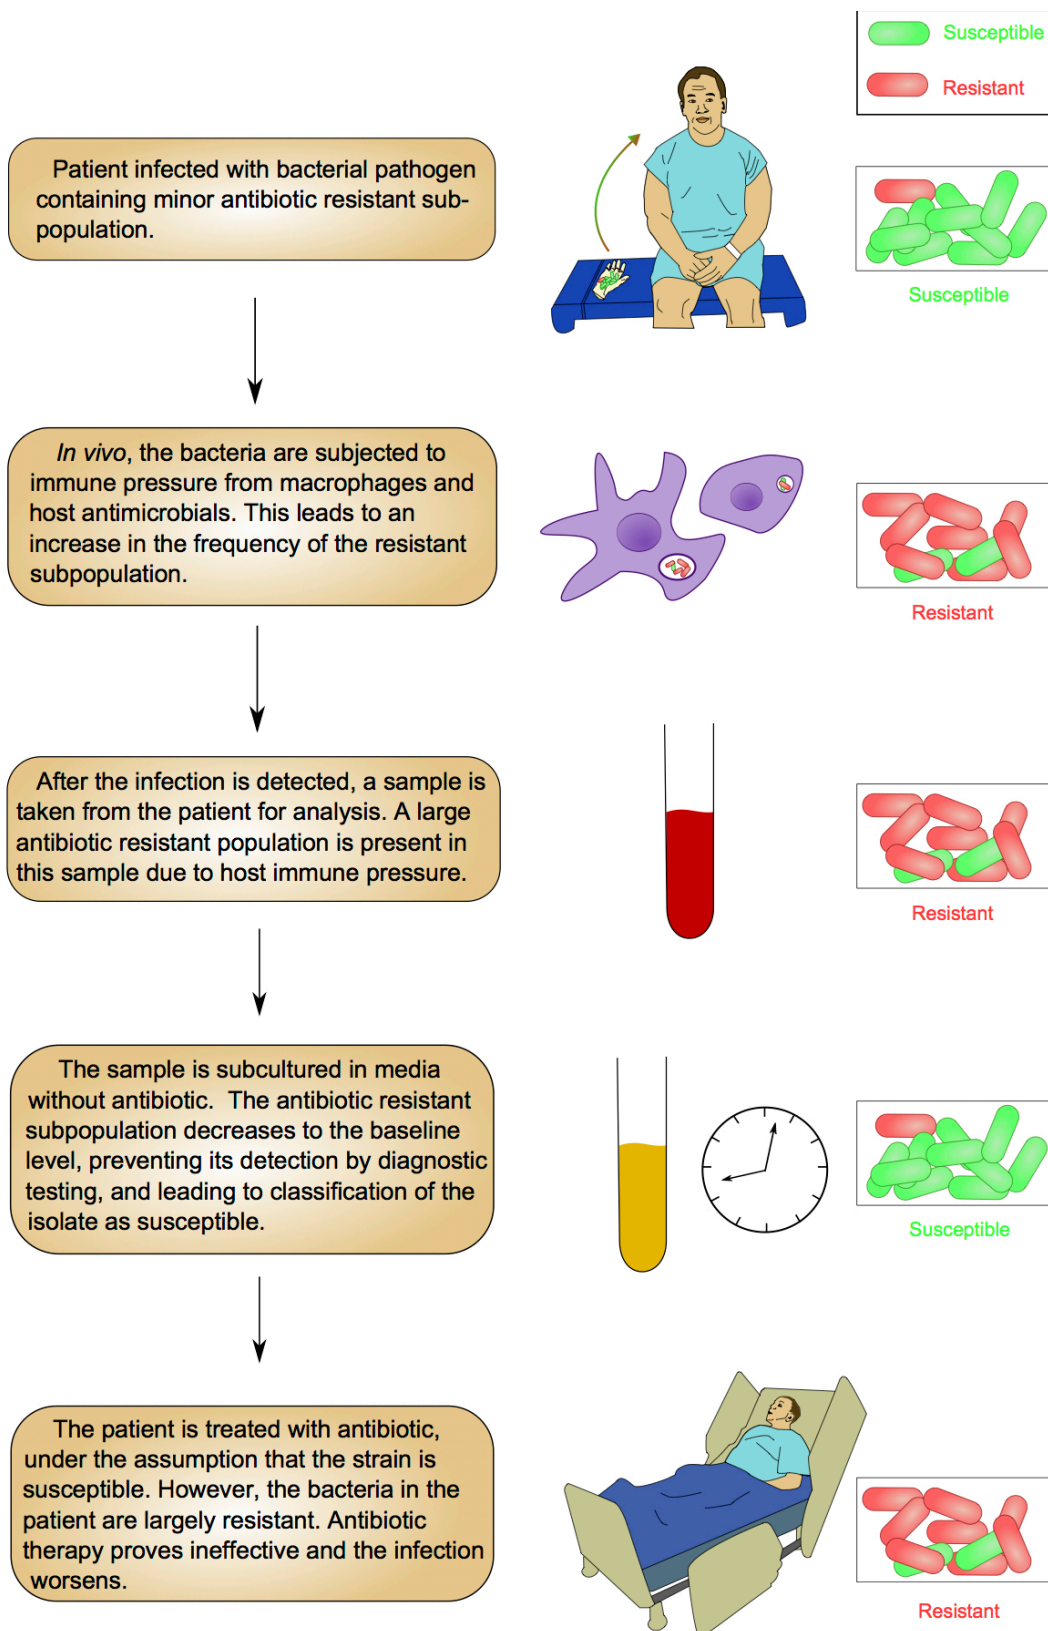 Susceptible
Resistant
Patient infected with bacterial pathogen
containing minor antibiotic resistant sub-
population.
Susceptible
In vivo, the bacteria are subjected to
immune pressure from macrophages and
host antimicrobials. This leads to an
increase in the frequency of the resistant
subpopulation.
Resistant
After the infection is detected, a sample is
taken from the patient for analysis. A large
antibiotic resistant population is present in
this sample due to host immune pressure.
Resistant
The sample is subcultured in media
without antibiotic. The antibiotic resistant
subpopulation decreases to the baseline
level, preventing its detection by diagnostic
testing, and leading to classification of the
isolate as susceptible.
Susceptible
The patient is treated with antibiotic,
under the assumption that the strain is
susceptible. However, the bacteria in the
patient are largely resistant. Antibiotic
therapy proves ineffective and the infection
worsens.
Resistant